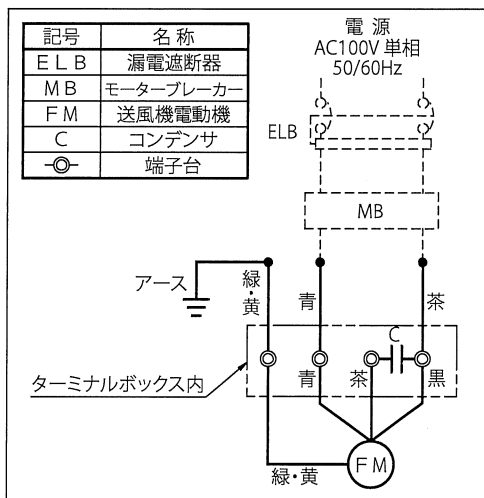 記号 名称
ELB 漏電遮断器
MB モーターブレーカー
FM 送風機電動機
C コンデンサ
端子台
電源
AC100V 単相
50/60Hz
ELB
MB
アース
緑・黄
青
茶
C
青
茶
黒
ターミナルボックス内
緑・黄
FM